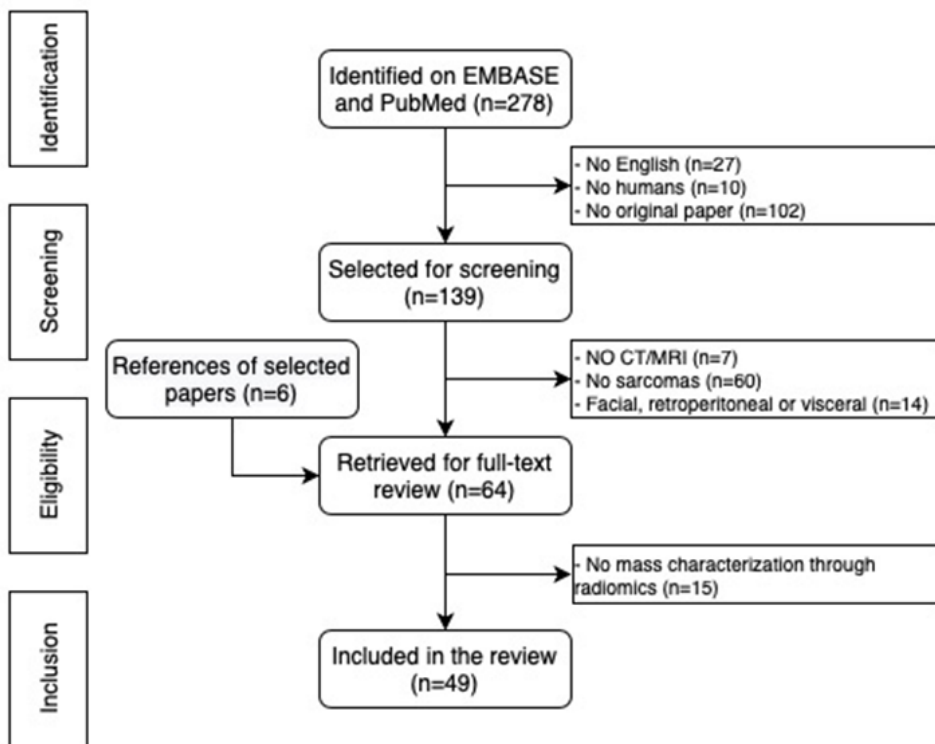 Identification
Identified on EMBASE
and PubMed (n=278)
- No English (n=27)
- No humans (n=10)
- No original paper (n=102)
Screening
Selected for screening
(n=139)
References of selected
papers (n=6)
- NO CT/MRI (n=7)
- No sarcomas (n=60)
- Facial, retroperitoneal or visceral (n=14)
Eligibility
Retrieved for full-text
review (n=64)
- No mass characterization through
radiomics (n=15)
Inclusion
Included in the review
(n=49)